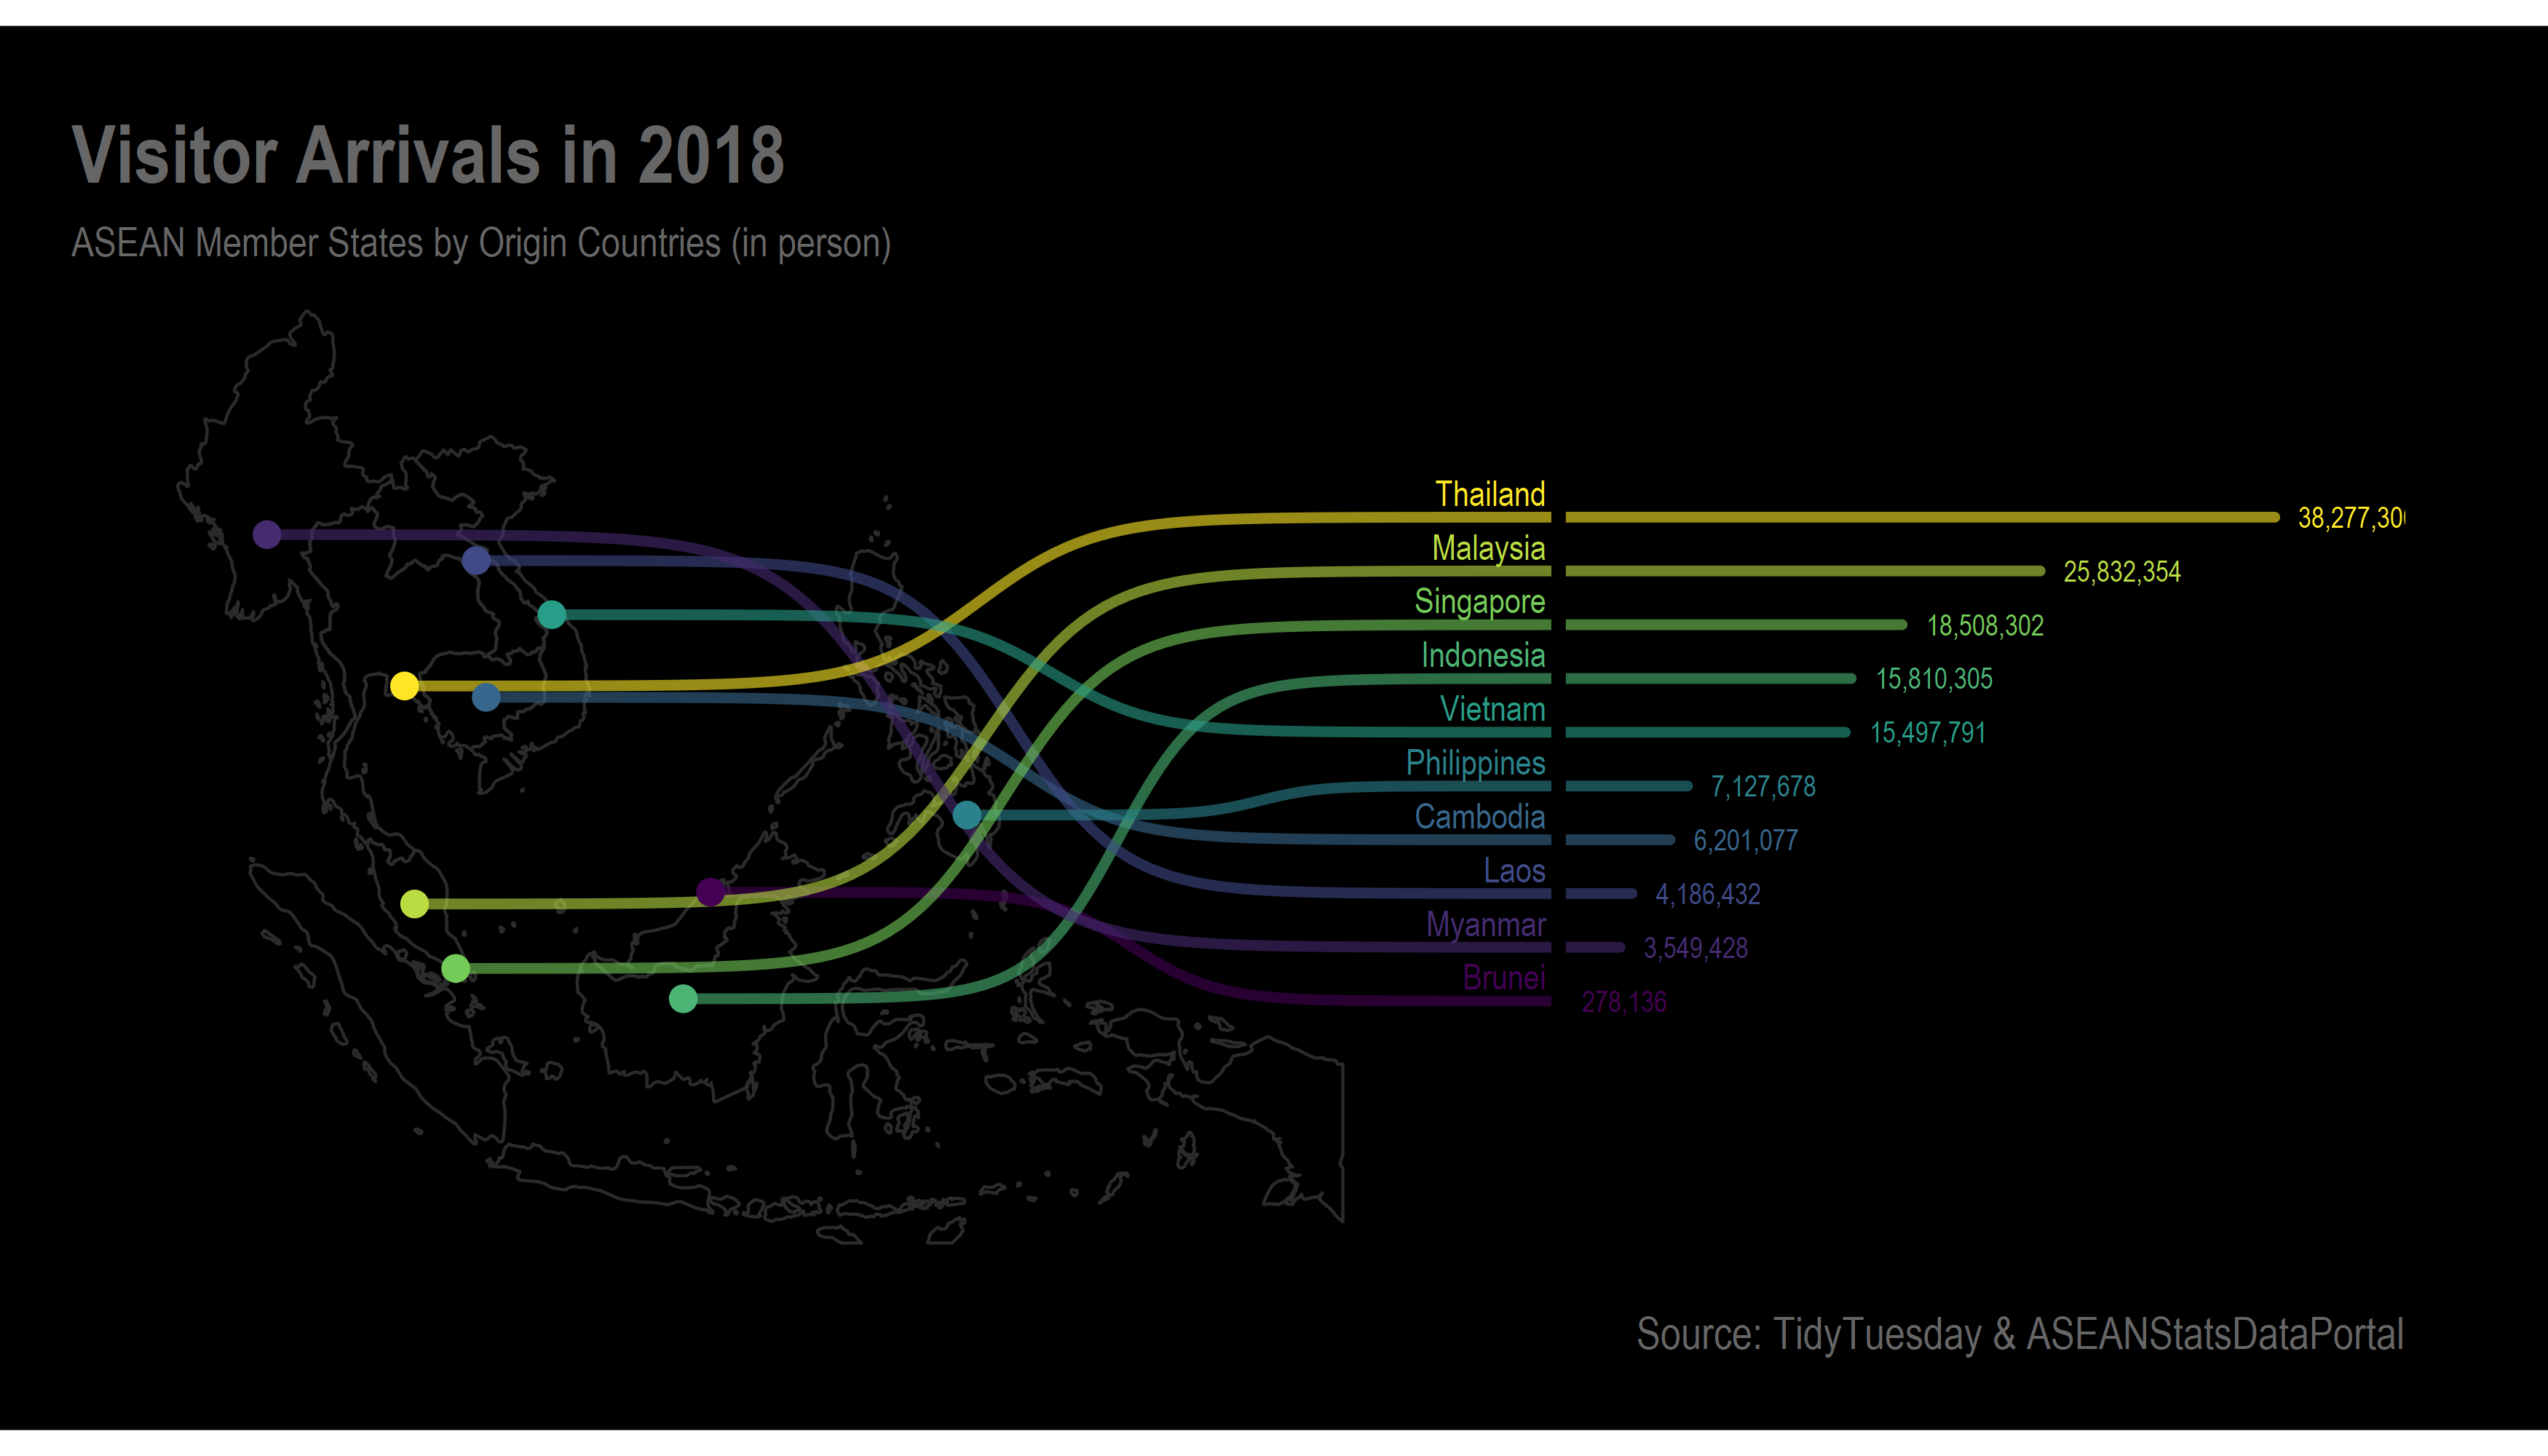 Visitor Arrivals in 2018
ASEAN Member States by Origin Countries (in person)
Thailand
38,277,30
Malaysia
25,832,354
Singapore
18,508,302
Indonesia
15,810,305
Vietnam
15,497,791
Philippines
7,127,678
Cambodia
6,201,077
Laos
4,186,432
Myanmar
3,549,428
Brunei
278,136
Source: TidyTuesday & ASEANStatsDataPortal